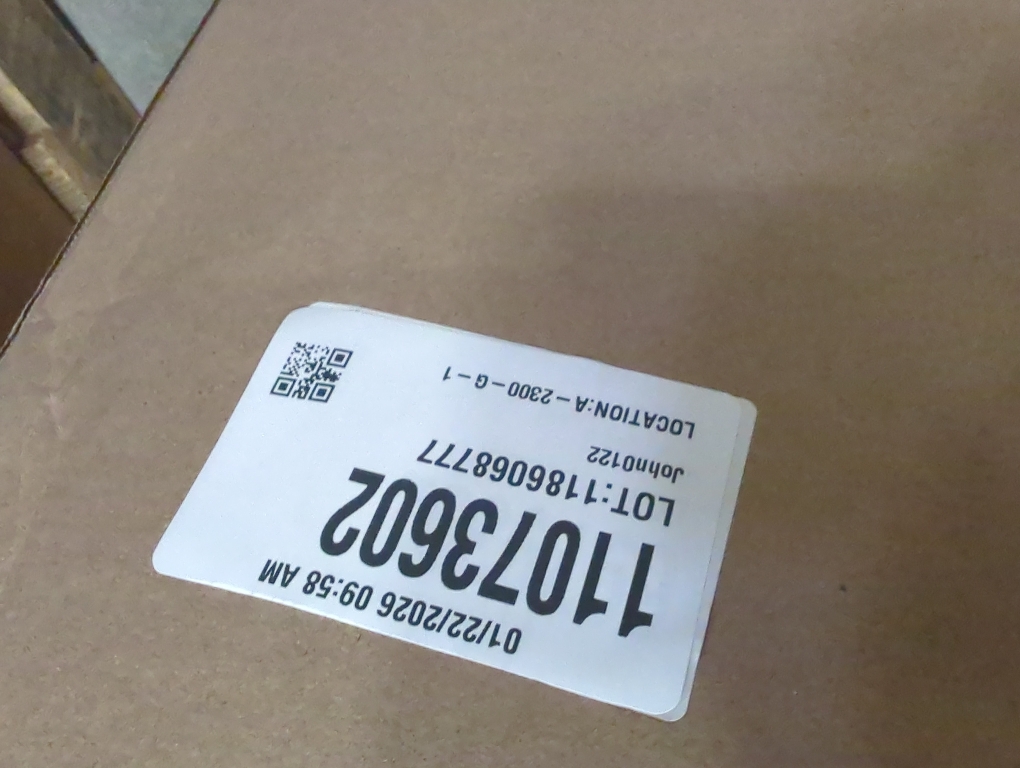 01/22/2026 09:58 AM
11073602
LOT:1186068777
John0122
LOCATION:A-2300-G-1